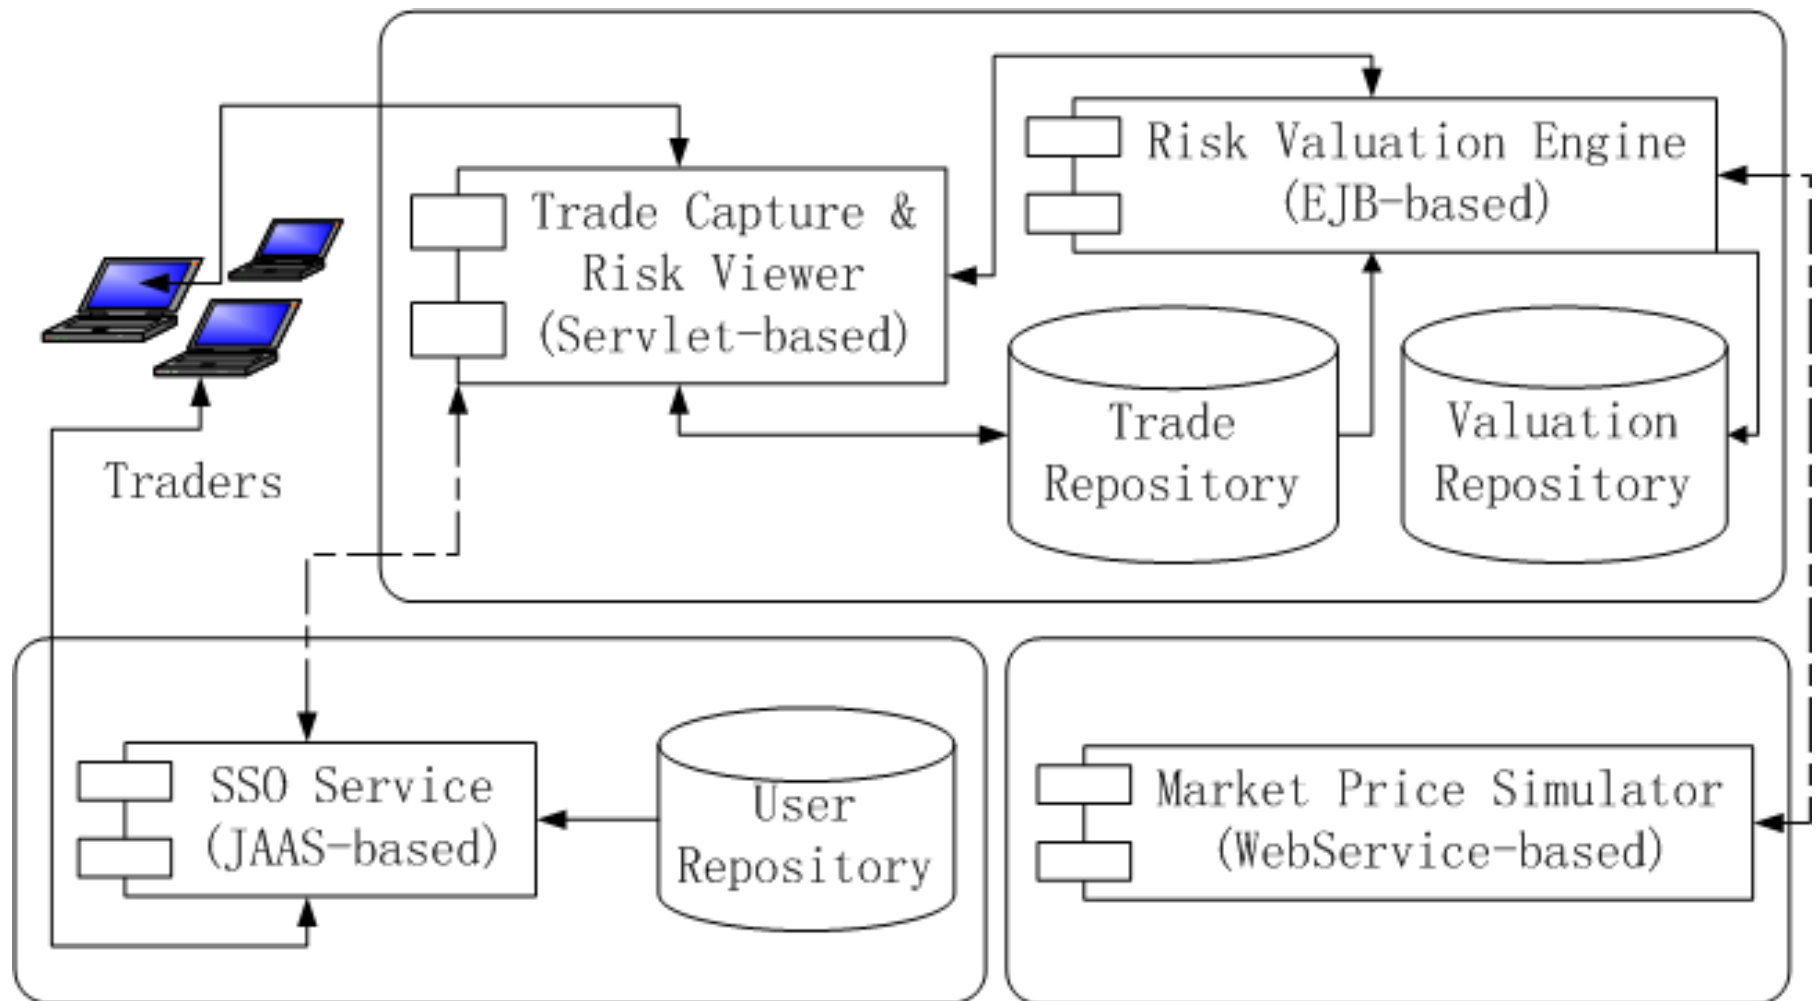 Risk Valuation Engine
(EJB-based)
Trade Capture &
Risk Viewer
(Servlet-based)
Trade
Repository
Valuation
Repository
Traders
SSO Service
(JAAS-based)
User
Repository
Market Price Simulator
(WebService-based)